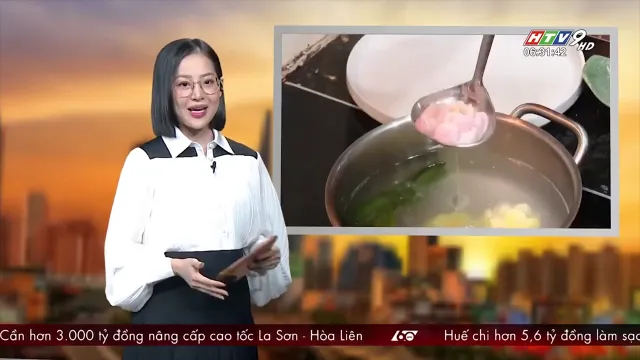 HTV9 HD
06:31:42
Cần hơn 3.000 tỷ đồng nâng cấp cao tốc La Sơn - Hòa Liên
Huế chi hơn 5,6 tỷ đồng làm sạc